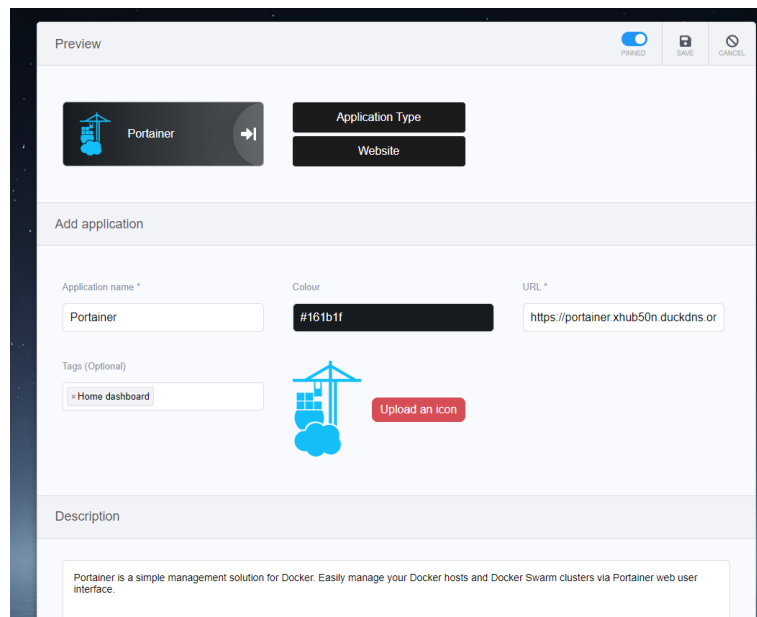 Preview
PINNED
SAVE
CANCEL
Portainer
Application Type
Website
Add application
Application name *
Colour
URL *
Portainer
#161b1f
https://portainer.xhub50n.duckdns.or
Tags (Optional)
× Home dashboard
Upload an icon
Description
Portainer is a simple management solution for Docker. Easily manage your Docker hosts and Docker Swarm clusters via Portainer web user
interface.